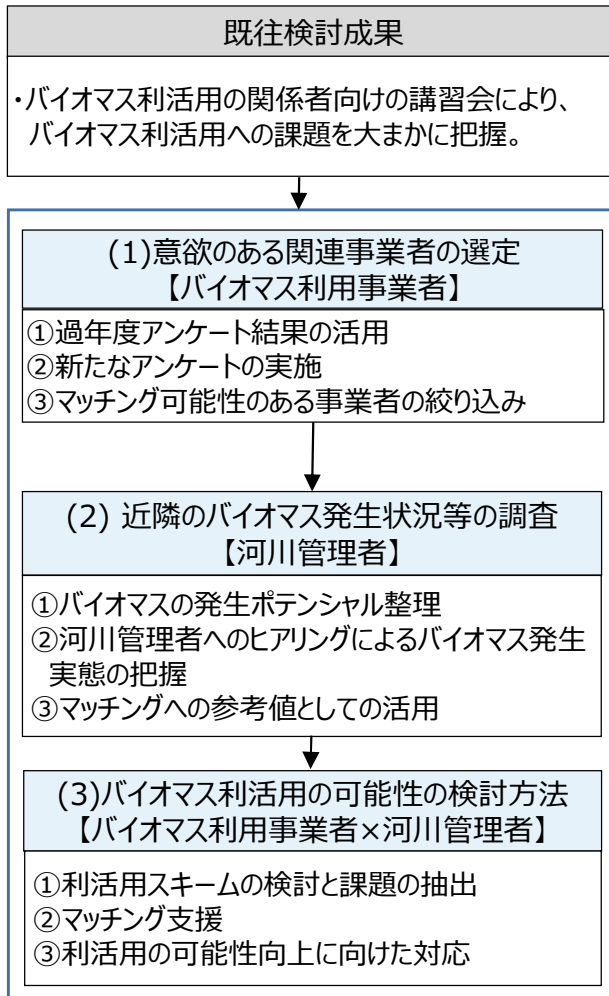 既往検討成果
・バイオマス利活用の関係者向けの講習会により、
バイオマス利活用への課題を大まかに把握。
(1)意欲のある関連事業者の選定
【バイオマス利用事業者】
①過年度アンケート結果の活用
②新たなアンケートの実施
③マッチング可能性のある事業者の絞り込み
(2) 近隣のバイオマス発生状況等の調査
【河川管理者】
①バイオマスの発生ポテンシャル整理
②河川管理者へのヒアリングによるバイオマス発生
実態の把握
③マッチングへの参考値としての活用
(3)バイオマス利活用の可能性の検討方法
【バイオマス利用事業者×河川管理者】
①利活用スキームの検討と課題の抽出
②マッチング支援
③利活用の可能性向上に向けた対応